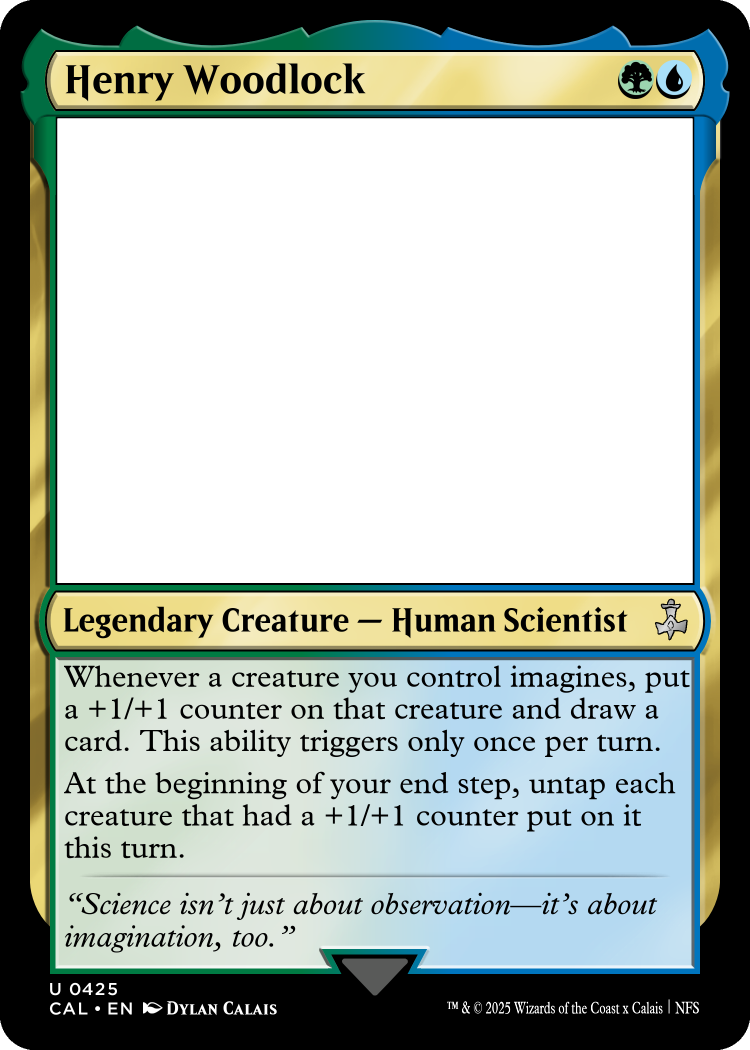 Henry Woodlock
Legendary Creature — Human Scientist
Whenever a creature you control imagines, put
a +1/+1 counter on that creature and draw a
card. This ability triggers only once per turn.
At the beginning of your end step, untap each
creature that had a +1/+1 counter put on it
this turn.
“Science isn’t just about observation—it’s about
imagination, too.”
U 0425
CAL • EN DYLAN CALAIS
™ & © 2025 Wizards of the Coast x Calais | NFS